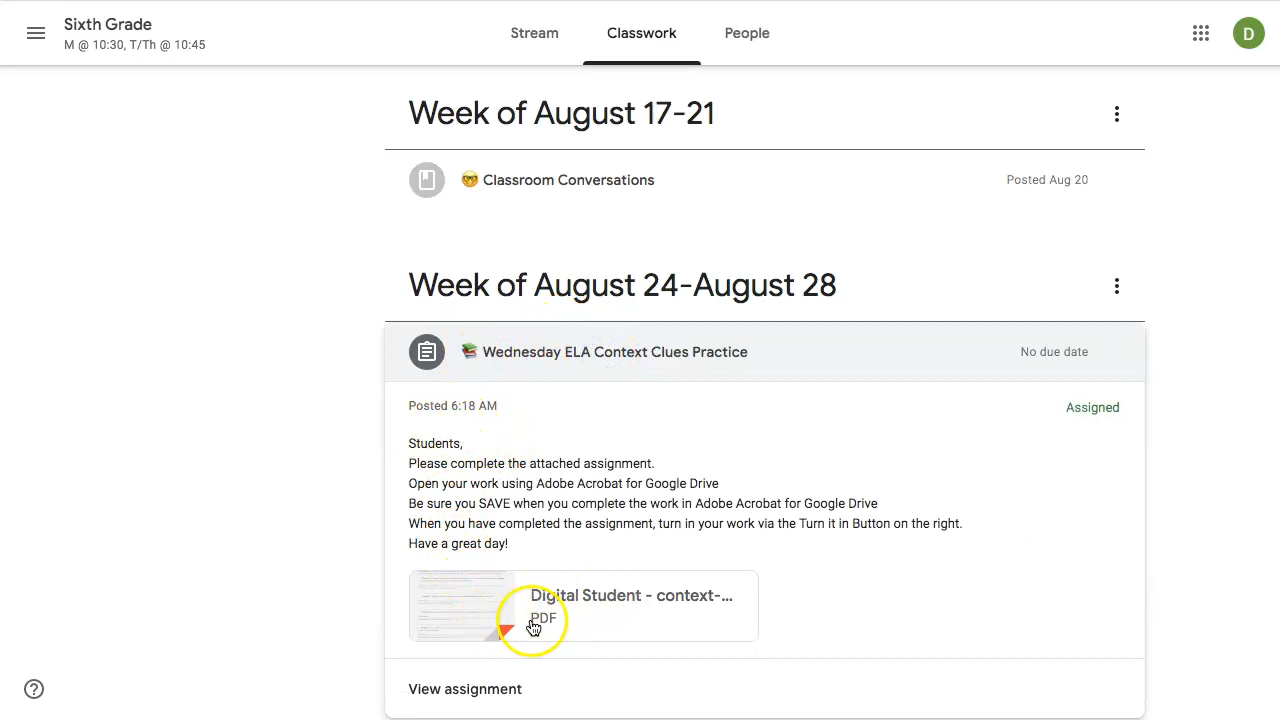 Sixth Grade
M @ 10:30, T/Th @ 10:45
Stream
Classwork
People
D
Week of August 17-21
🤓 Classroom Conversations
Posted Aug 20
Week of August 24-August 28
📚 Wednesday ELA Context Clues Practice
No due date
Posted 6:18 AM
Assigned
Students,
Please complete the attached assignment.
Open your work using Adobe Acrobat for Google Drive
Be sure you SAVE when you complete the work in Adobe Acrobat for Google Drive
When you have completed the assignment, turn in your work via the Turn it in Button on the right.
Have a great day!
Digital Student - context-...
PDF
View assignment